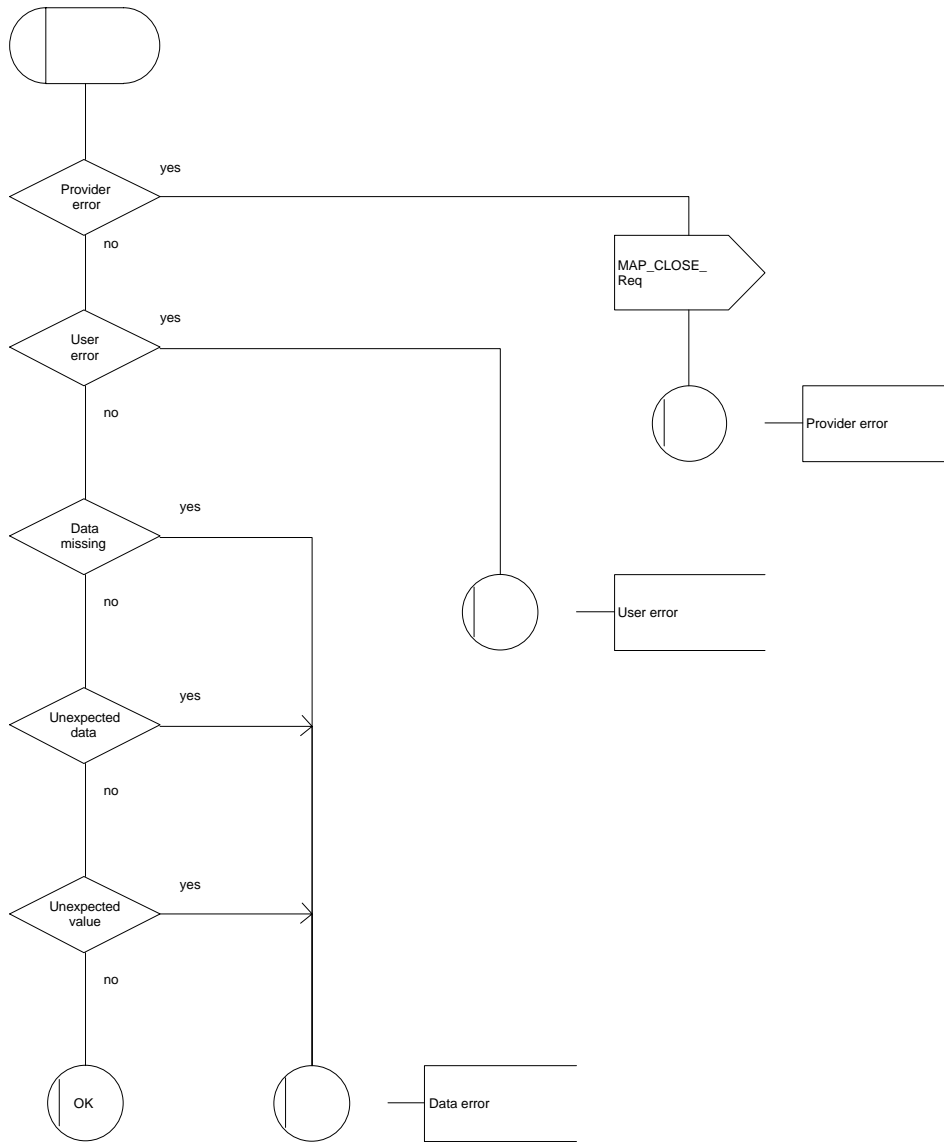 yes
Provider
error
no
MAP_CLOSE_
Req
yes
User
error
no
Provider error
yes
Data
missing
no
User error
yes
Unexpected
data
no
yes
Unexpected
value
no
OK
Data error